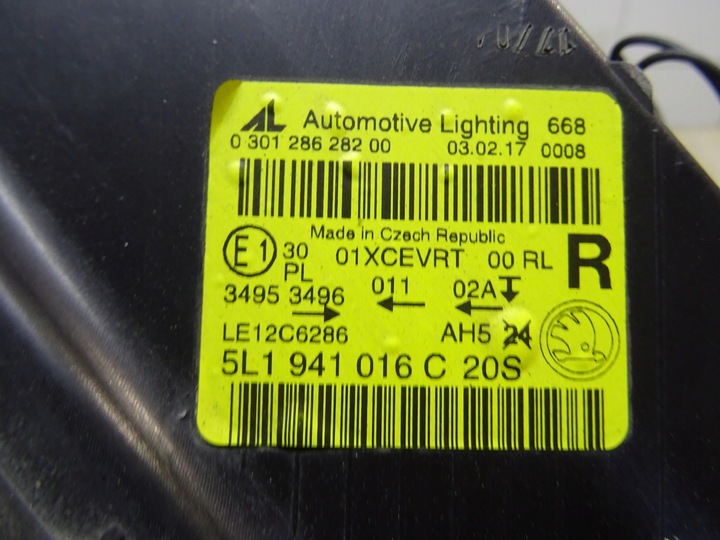 AL Automotive Lighting 668
0 301 286 282 00 03.02.17 0008
Made in Czech Republic
E1 30 01XCEVRT 00 RL R
PL
3495 3496 011 02A
LE12C6286 AH5 24
5L1 941 016 C 20S